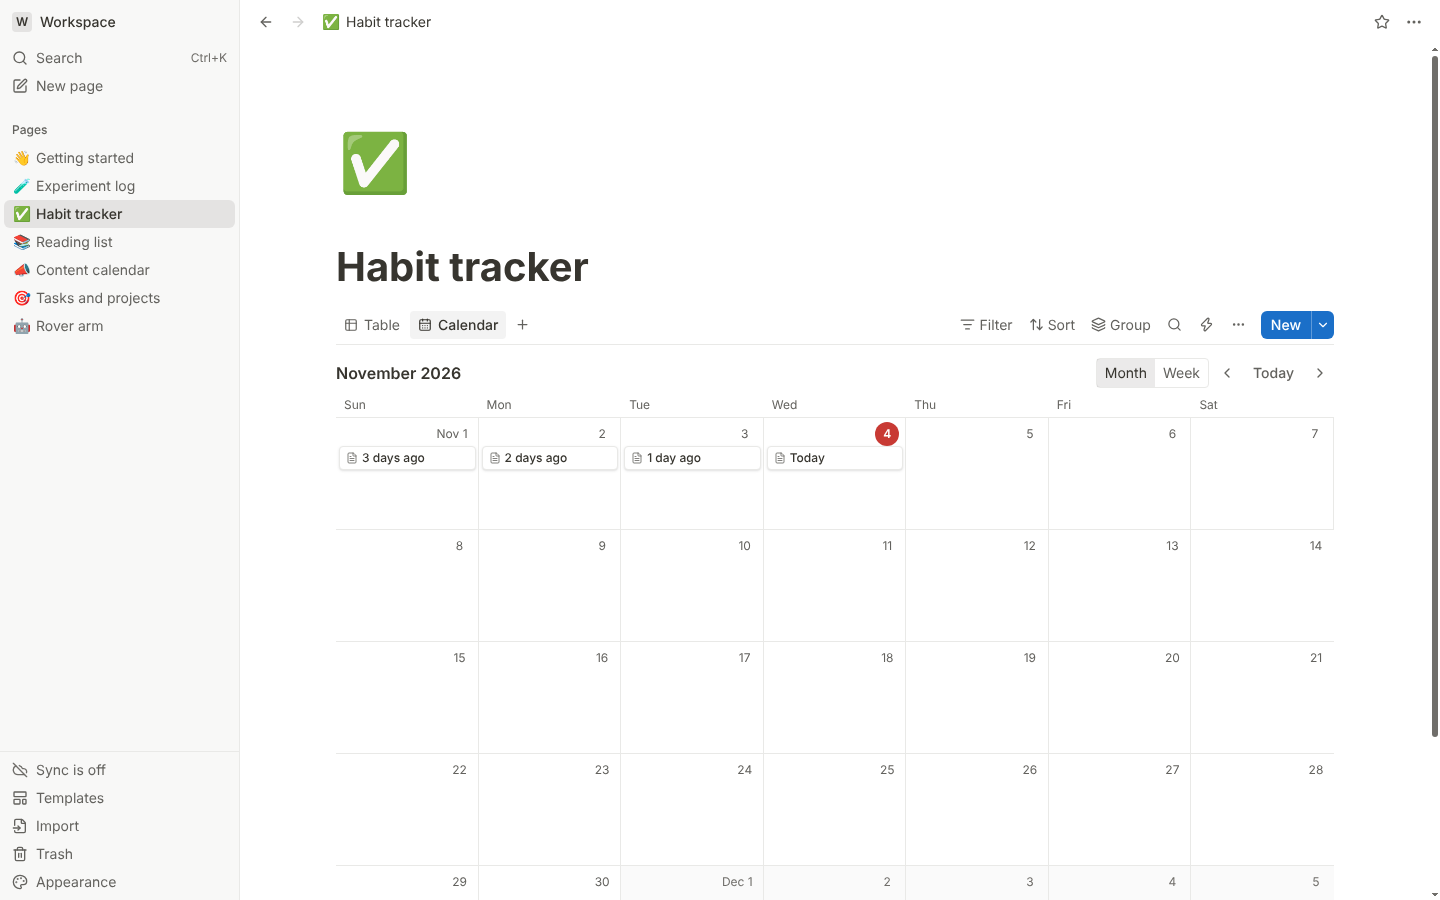 W Workspace
Search Ctrl+K
New page
Pages
Getting started
Experiment log
Habit tracker
Reading list
Content calendar
Tasks and projects
Rover arm
Sync is off
Templates
Import
Trash
Appearance
Habit tracker
Habit tracker
Table Calendar Filter Sort Group New
November 2026 Month Week Today
Sun Mon Tue Wed Thu Fri Sat
Nov 1 2 3 4 5 6 7
3 days ago 2 days ago 1 day ago Today
8 9 10 11 12 13 14
15 16 17 18 19 20 21
22 23 24 25 26 27 28
29 30 Dec 1 2 3 4 5